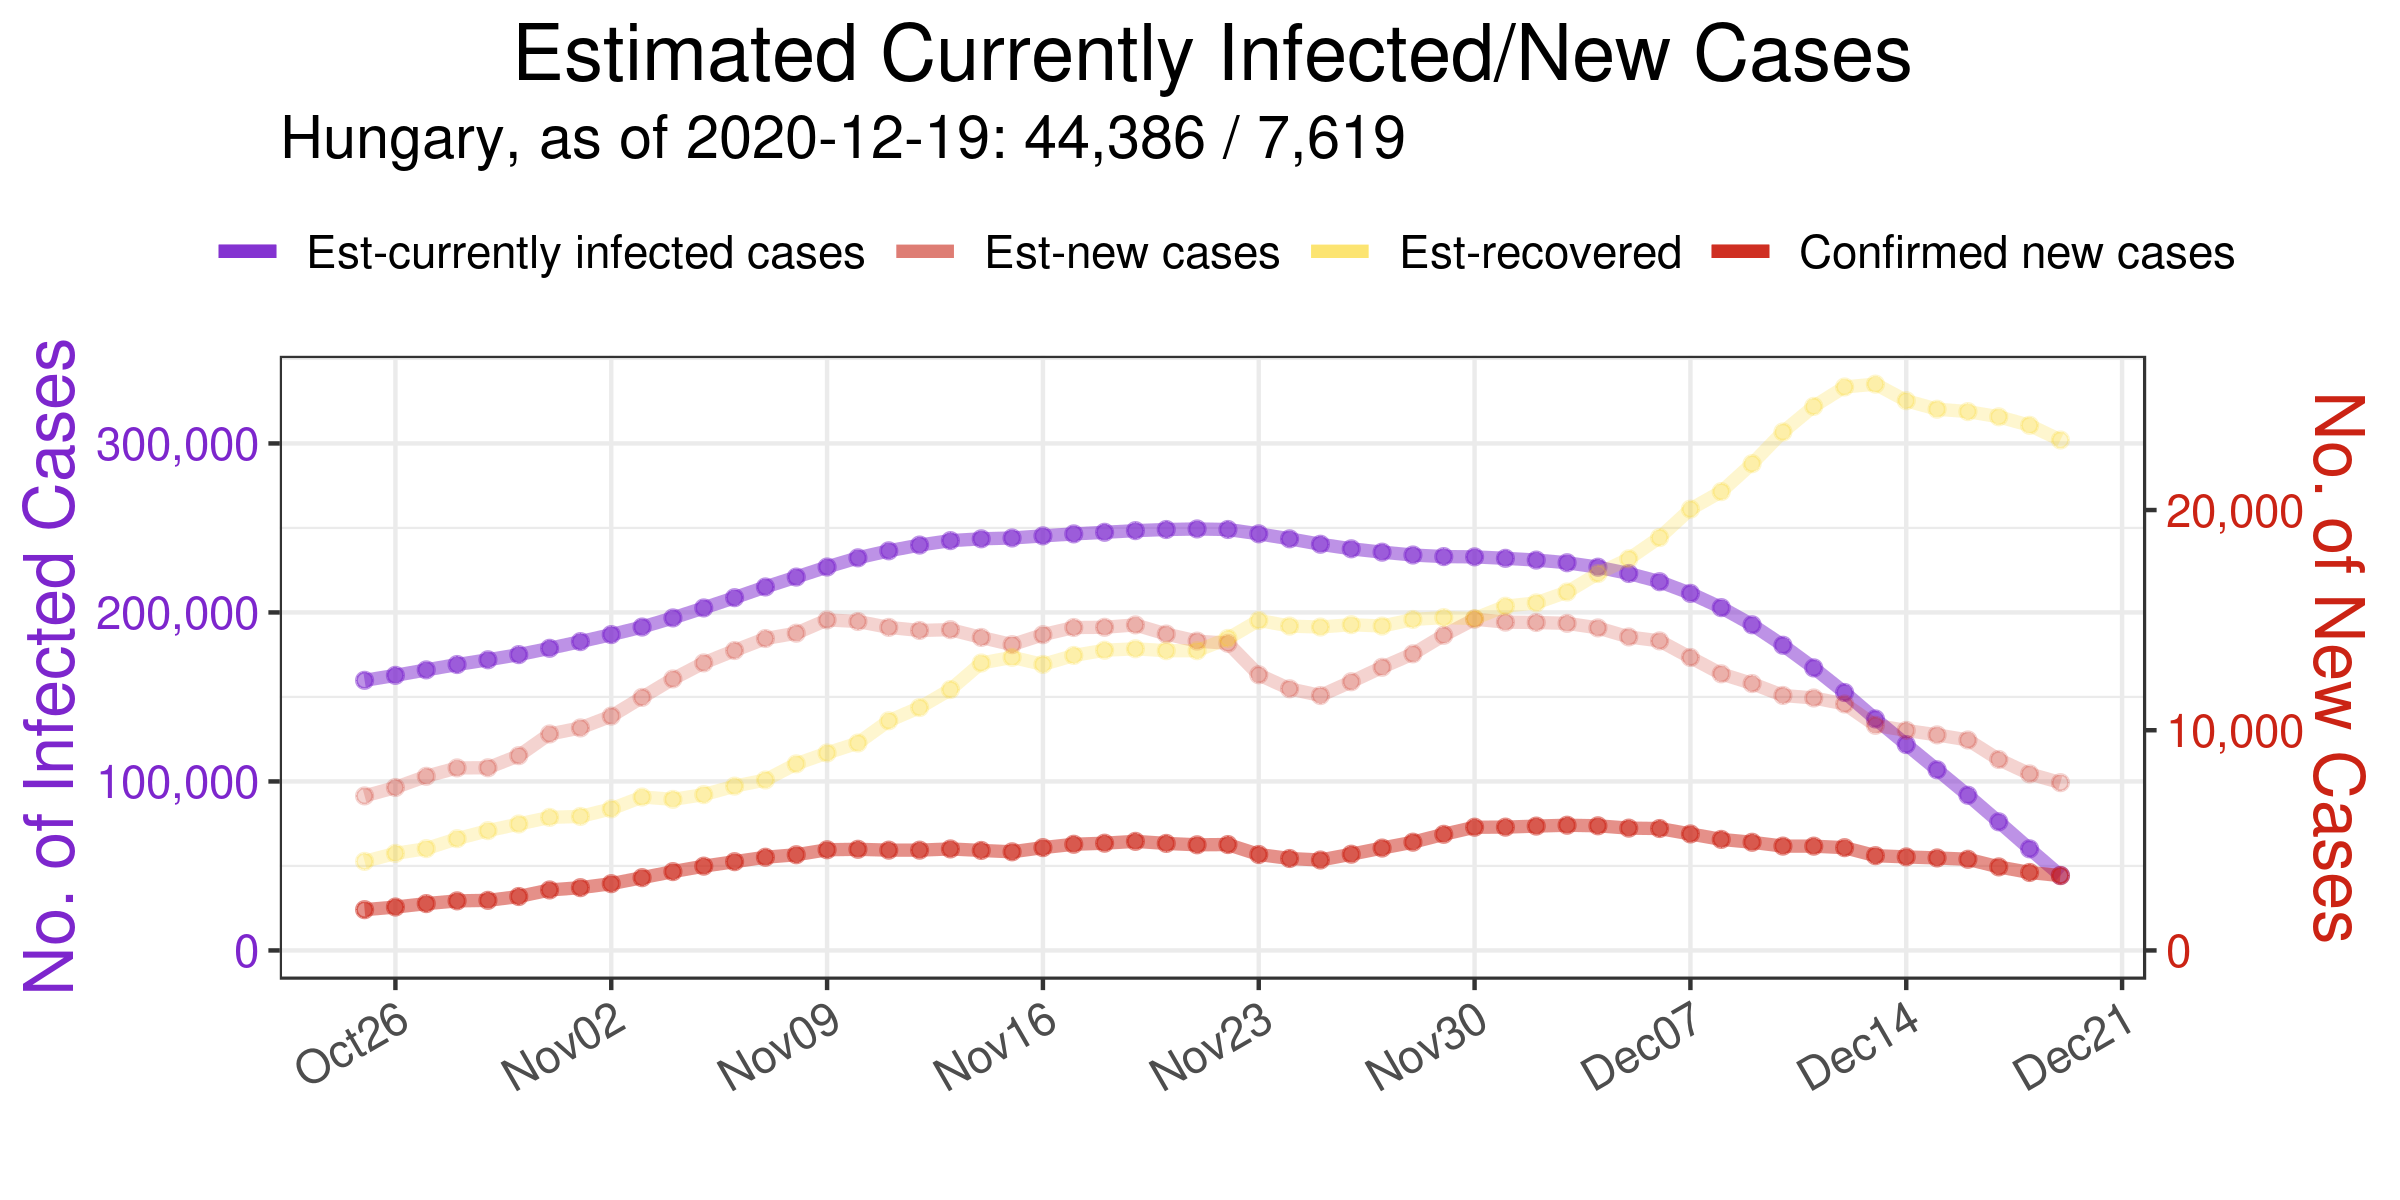 Estimated Currently Infected/New Cases
Hungary, as of 2020-12-19: 44,386 / 7,619
Est-currently infected cases Est-new cases Est-recovered Confirmed new cases
No. of Infected Cases
300,000
200,000
100,000
0
20,000
10,000
0
No. of New Cases
Oct26 Nov02 Nov09 Nov16 Nov23 Nov30 Dec07 Dec14 Dec21